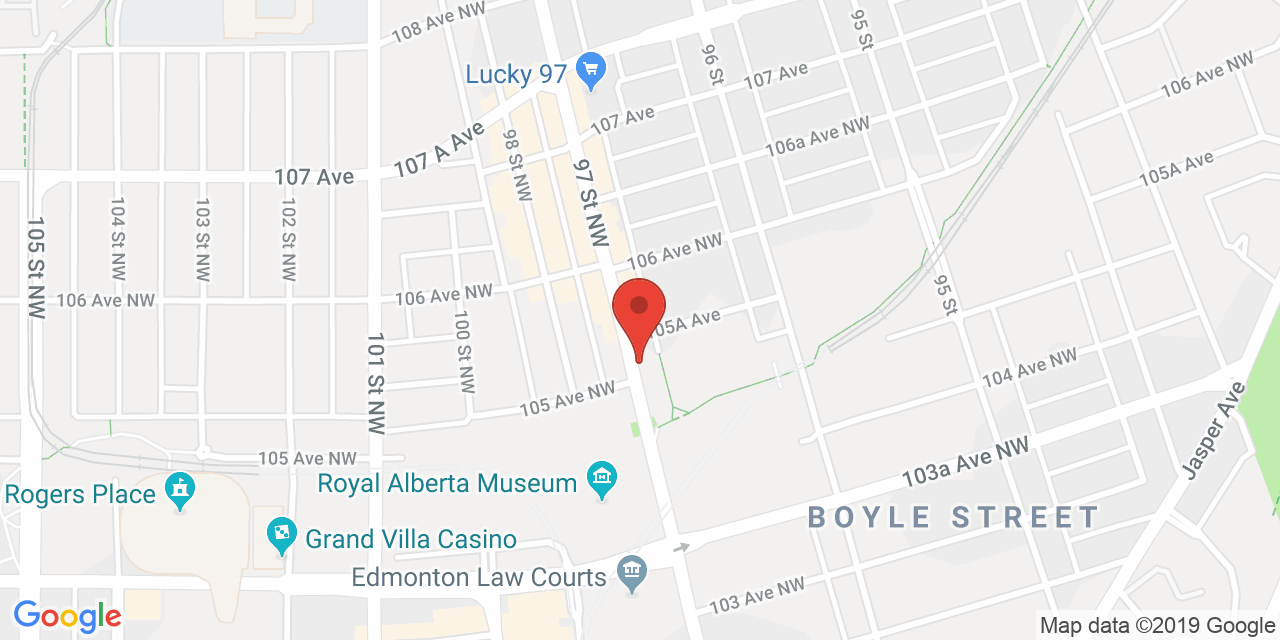 108 Ave NW
95 St
Lucky 97
96 St
107 Ave
106 Ave NW
107 Ave
107 A Ave
98 St NW
106a Ave NW
105A Ave
107 Ave
97 St NW
105 St NW
104 St NW
103 St NW
102 St NW
106 Ave NW
106 Ave NW
106 Ave NW
95 St
105A Ave
100 St NW
101 St NW
104 Ave NW
105 Ave NW
Jasper Ave
105 Ave NW
103a Ave NW
Royal Alberta Museum
Rogers Place
BOYLE STREET
Grand Villa Casino
Edmonton Law Courts
103 Ave NW
Google
Map data ©2019 Google